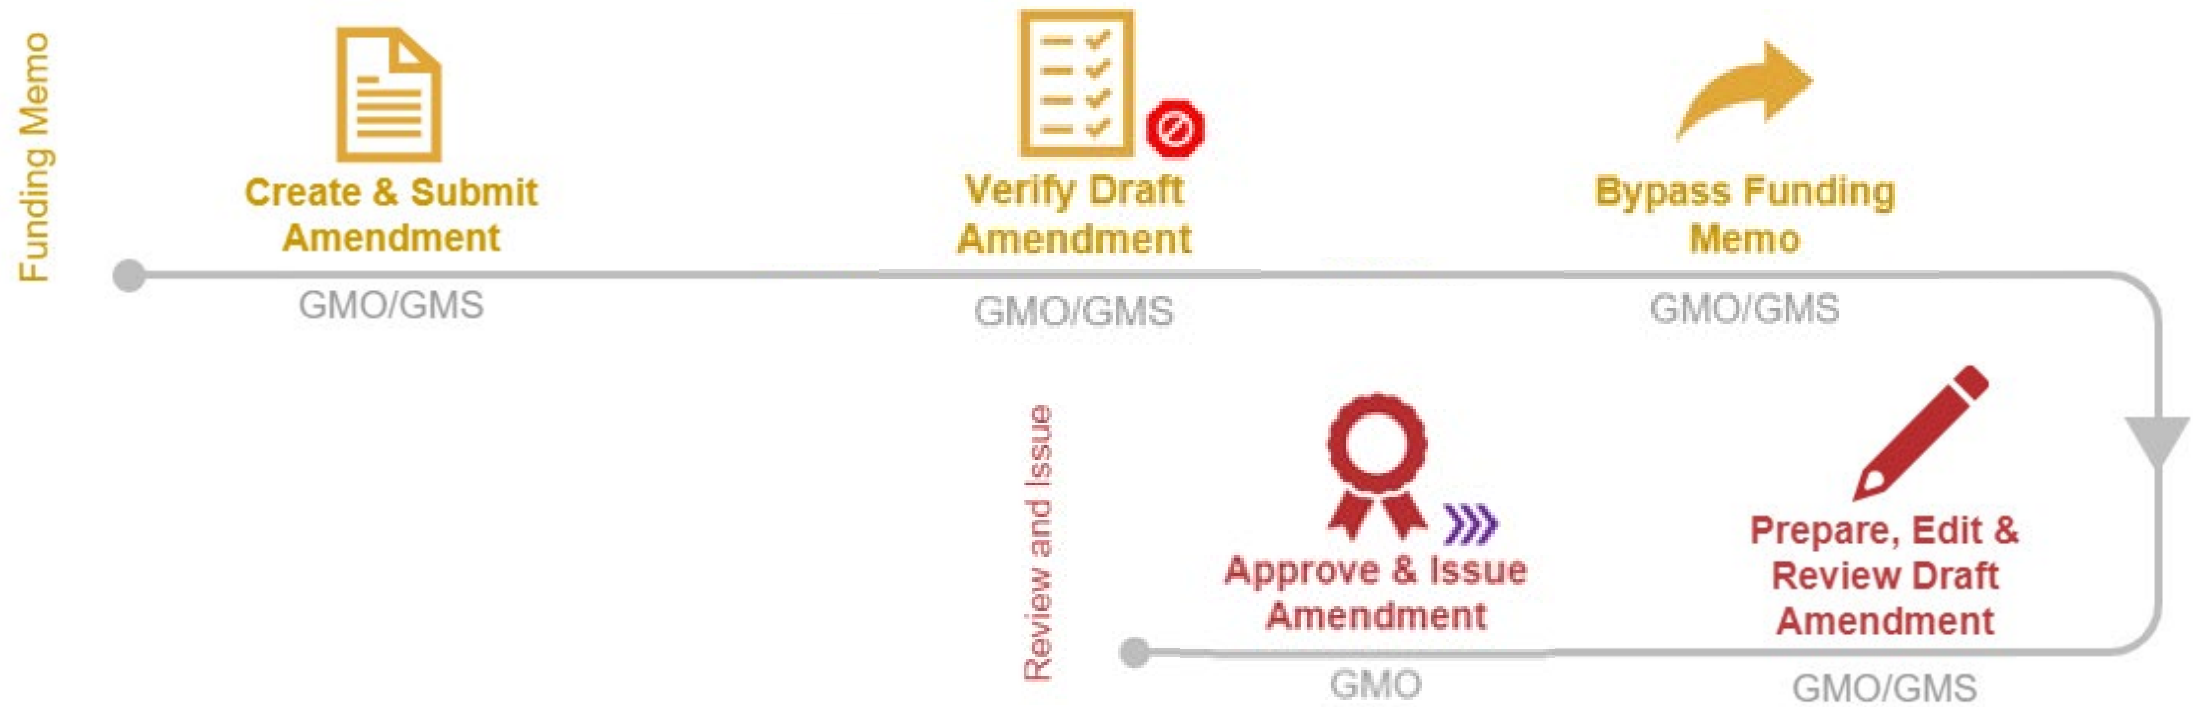 Funding Memo
Create & Submit
Amendment
GMO/GMS
Verify Draft
Amendment
GMO/GMS
Bypass Funding
Memo
GMO/GMS
Prepare, Edit &
Review Draft
Amendment
GMO/GMS
Review and Issue
Approve & Issue
Amendment
GMO